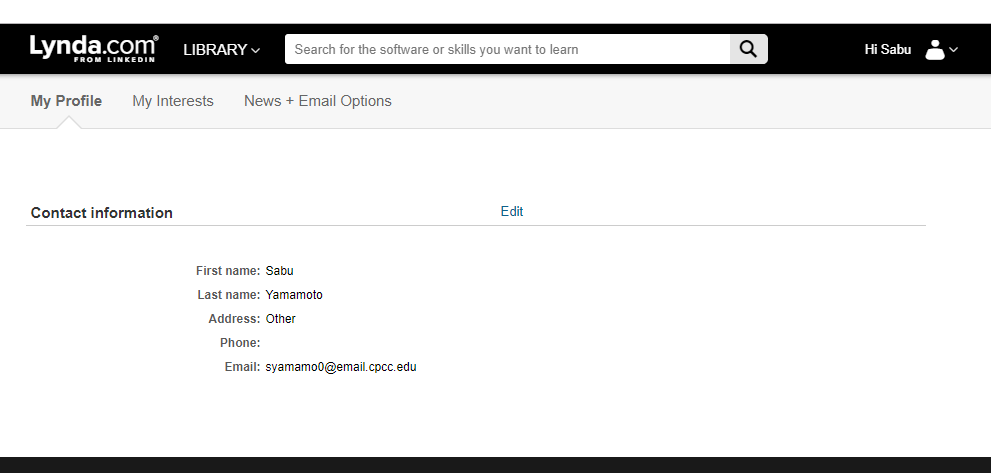 Lynda.com® LIBRARY Search for the software or skills you want to learn Hi Sabu
FROM LINKEDIN
My Profile My Interests News + Email Options
Contact information Edit
First name: Sabu
Last name: Yamamoto
Address: Other
Phone:
Email: syamamo0@email.cpcc.edu